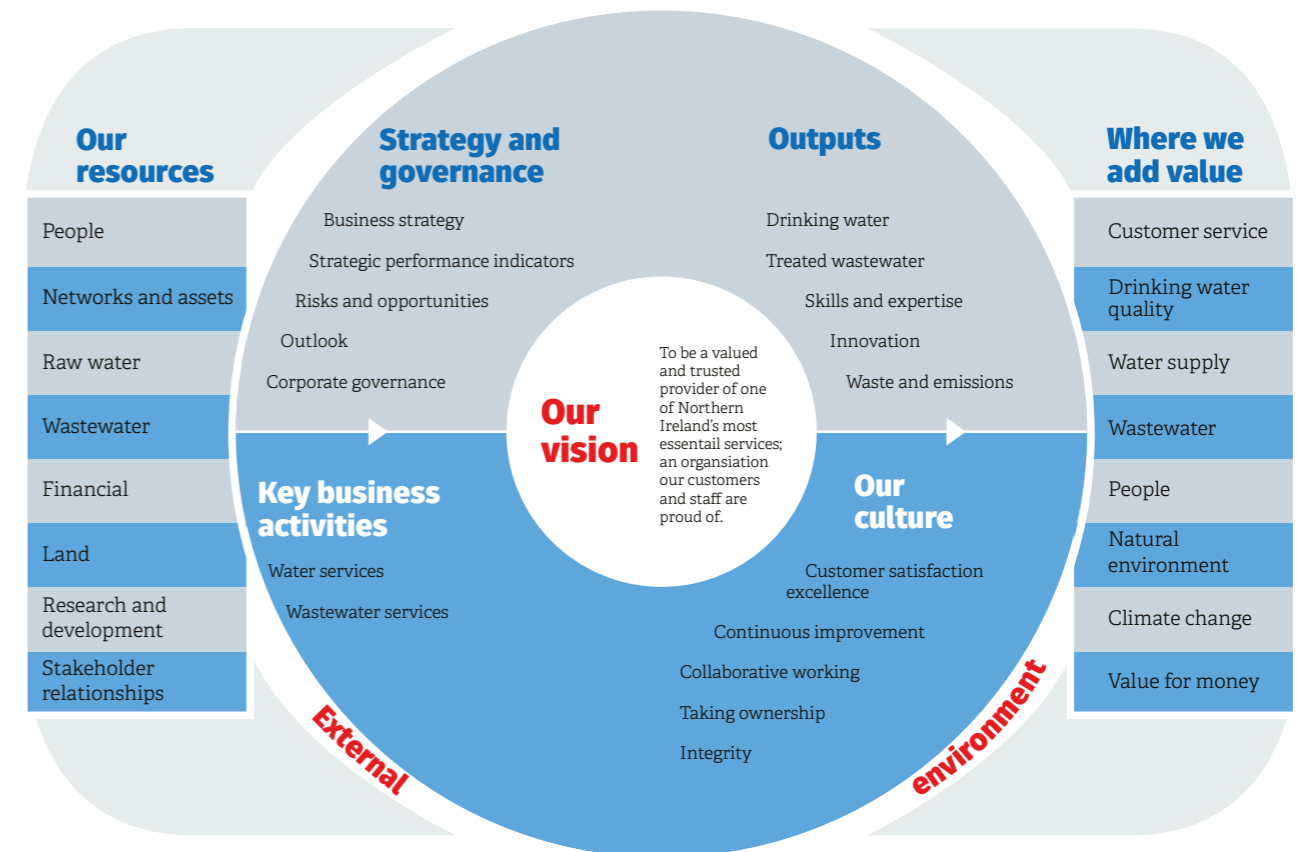 Our
resources
People
Networks and assets
Raw water
Wastewater
Financial
Land
Research and
development
Stakeholder
relationships
Strategy and
governance
Business strategy
Strategic performance indicators
Risks and opportunities
Outlook
Corporate governance
Key business
activities
Water services
Wastewater services
Our
vision
To be a valued
and trusted
provider of one
of Northern
Ireland's most
essentail services;
an organsiation
our customers
and staff are
proud of.
Outputs
Drinking water
Treated wastewater
Skills and expertise
Innovation
Waste and emissions
Our
culture
Customer satisfaction
excellence
Continuous improvement
Collaborative working
Taking ownership
Integrity
External
environment
Where we
add value
Customer service
Drinking water
quality
Water supply
Wastewater
People
Natural
environment
Climate change
Value for money